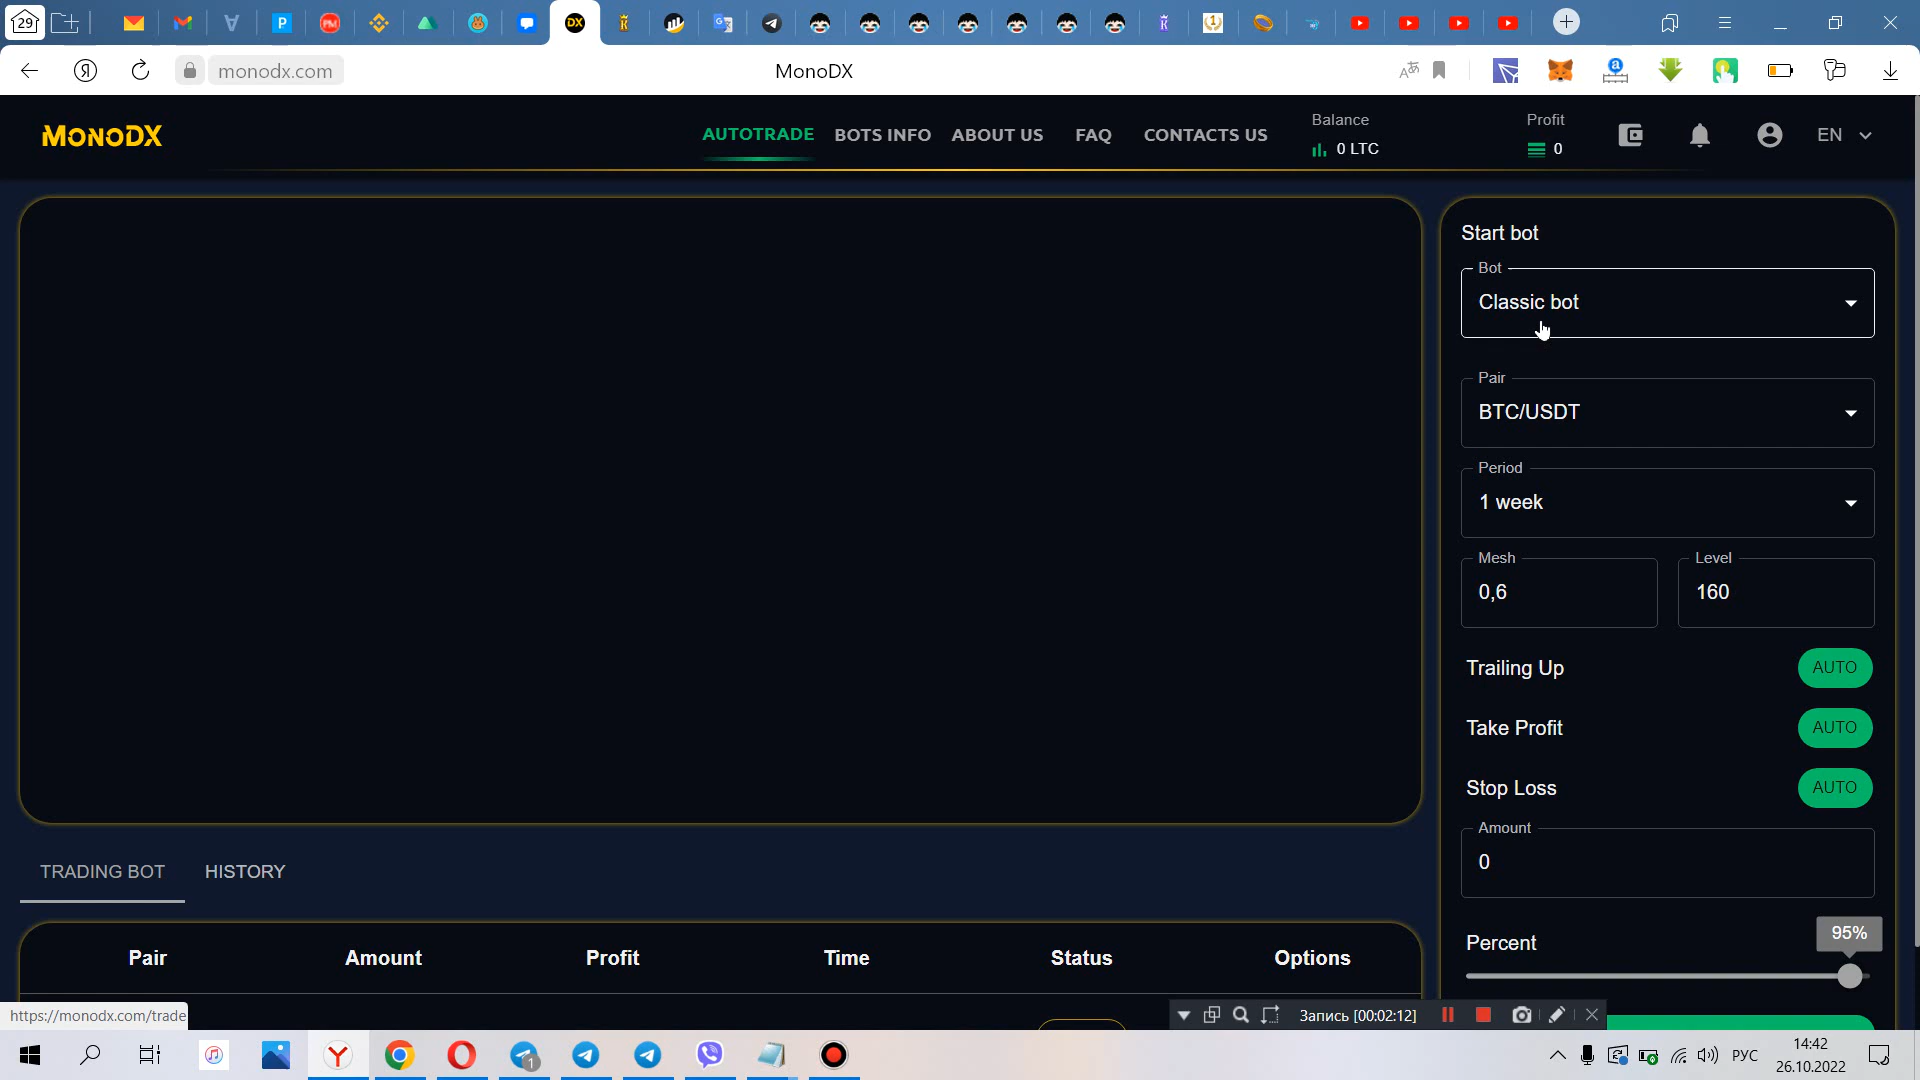 29
monodx.com
MonoDX
MONODX
AUTOTRADE
BOTS INFO
ABOUT US
FAQ
CONTACTS US
Balance
0 LTC
Profit
0
EN
Start bot
Bot
Classic bot
Pair
BTC/USDT
Period
1 week
Mesh
0,6
Level
160
Trailing Up
AUTO
Take Profit
AUTO
Stop Loss
AUTO
Amount
0
Percent
95%
TRADING BOT
HISTORY
Pair
Amount
Profit
Time
Status
Options
https://monodx.com/trade
Запись [00:02:12]
1
РУС
14:42
26.10.2022